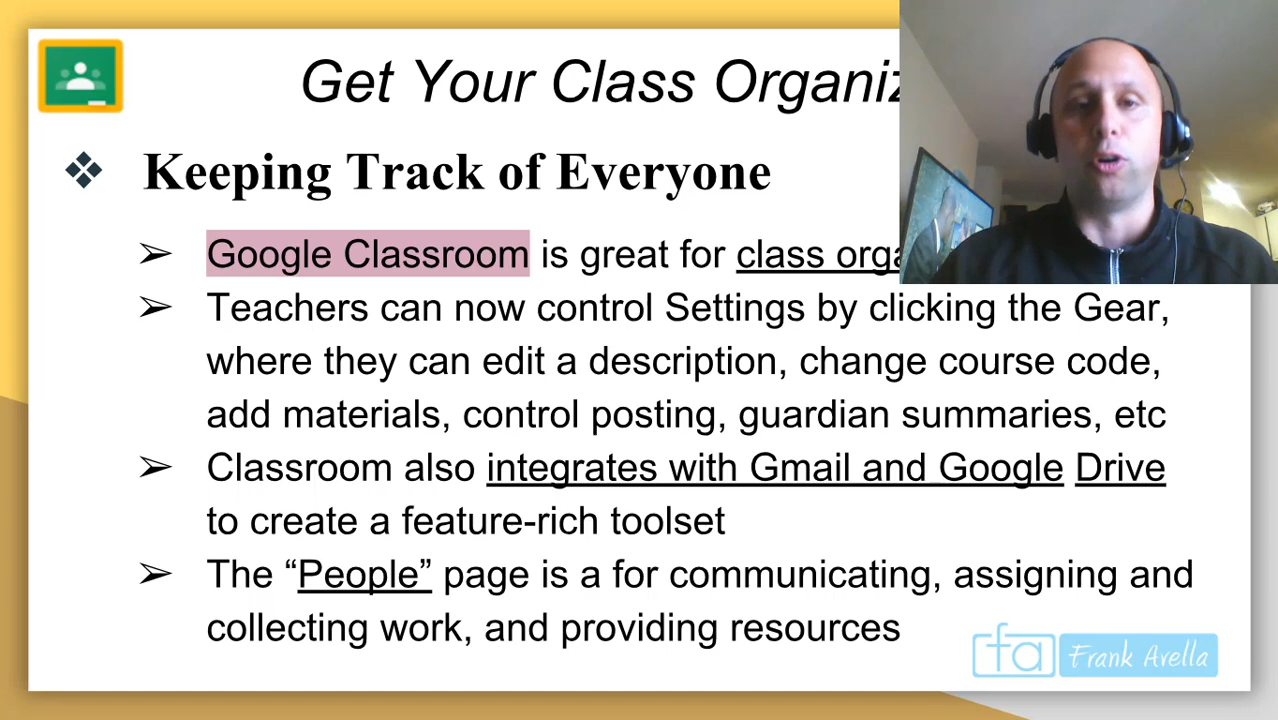 Get Your Class
Keeping Track of Everyone
Google Classroom is great for class
Teachers can now control Settings by clicking the Gear,
where they can edit a description, change course code,
add materials, control posting, guardian summaries, etc
Classroom also integrates with Gmail and Google Drive
to create a feature-rich toolset
The “People” page is a for communicating, assigning and
collecting work, and providing resources
fa Frank Avella